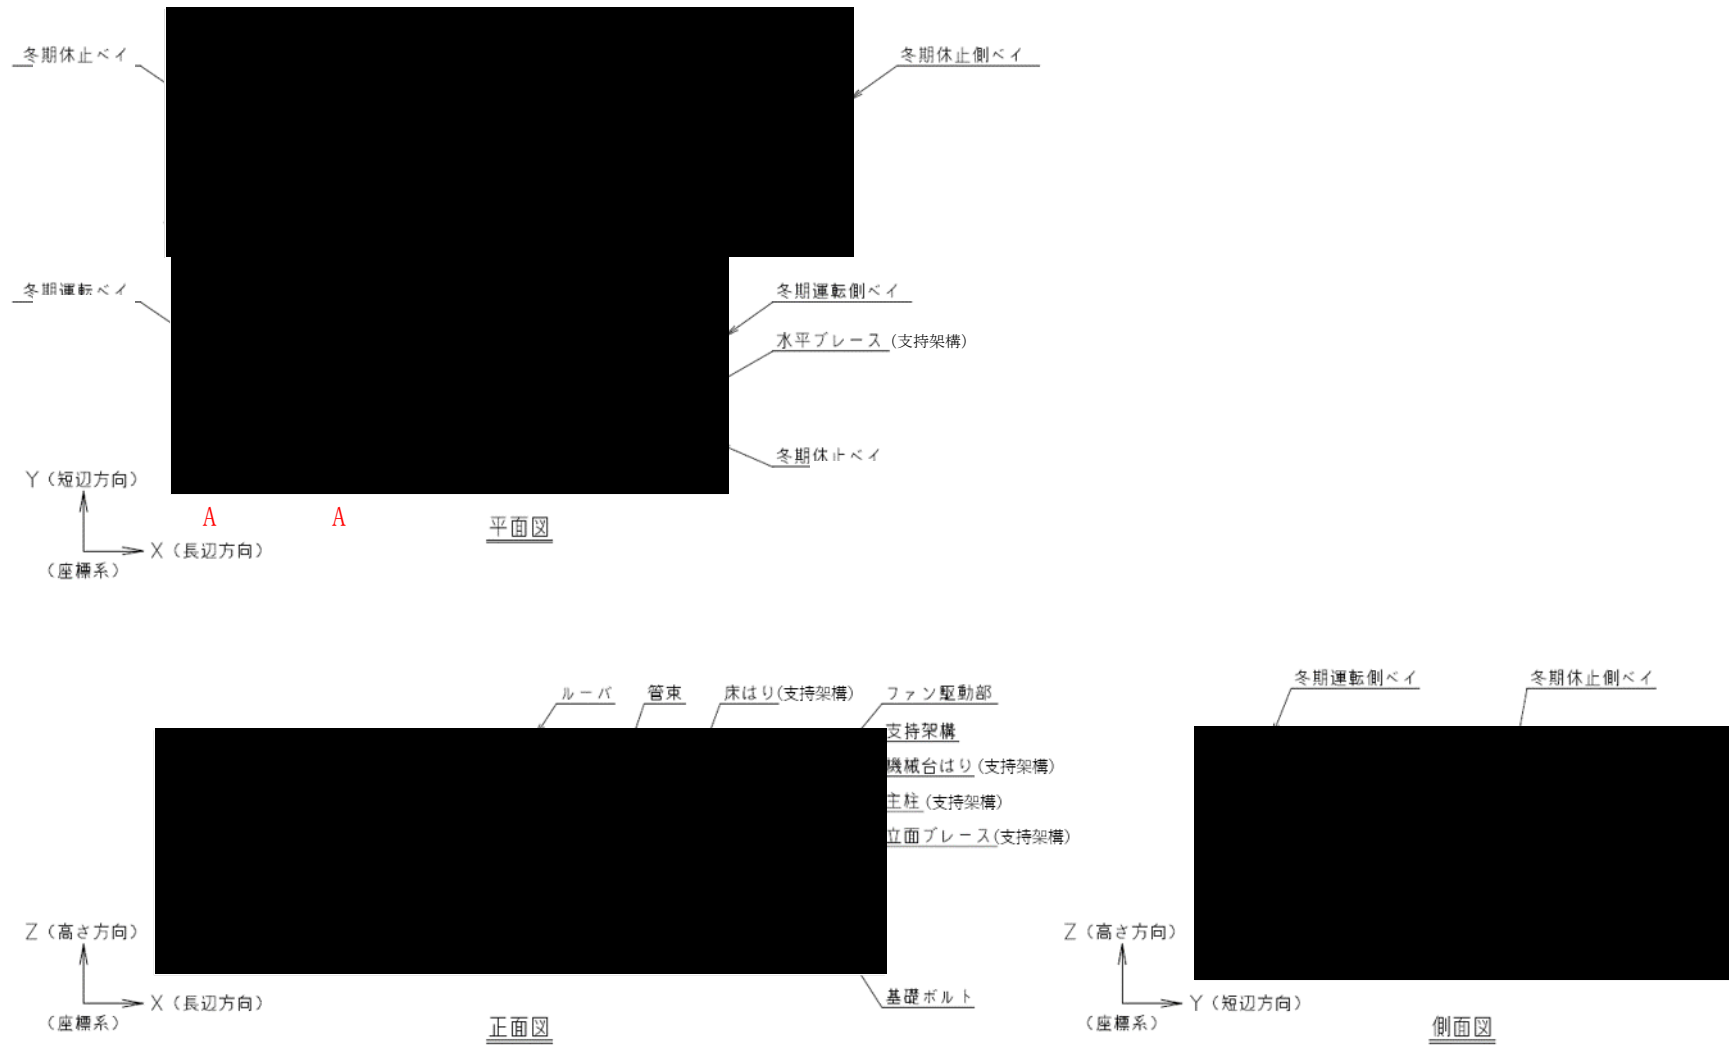 冬期休止ベイ
冬期休止側ベイ
冬期運転ベイ
冬期運転側ベイ
水平ブレース (支持架構)
冬期休止ベイ
Y (短辺方向)
A A
平面図
X (長辺方向)
(座標系)
ルーバ
管束
床はり(支持架構)
ファン駆動部
支持架構
機械台はり (支持架構)
主柱 (支持架構)
立面ブレース(支持架構)
Z (高さ方向)
X (長辺方向)
(座標系)
基礎ボルト
正面図
冬期運転側ベイ
冬期休止側ベイ
Z (高さ方向)
Y (短辺方向)
(座標系)
側面図